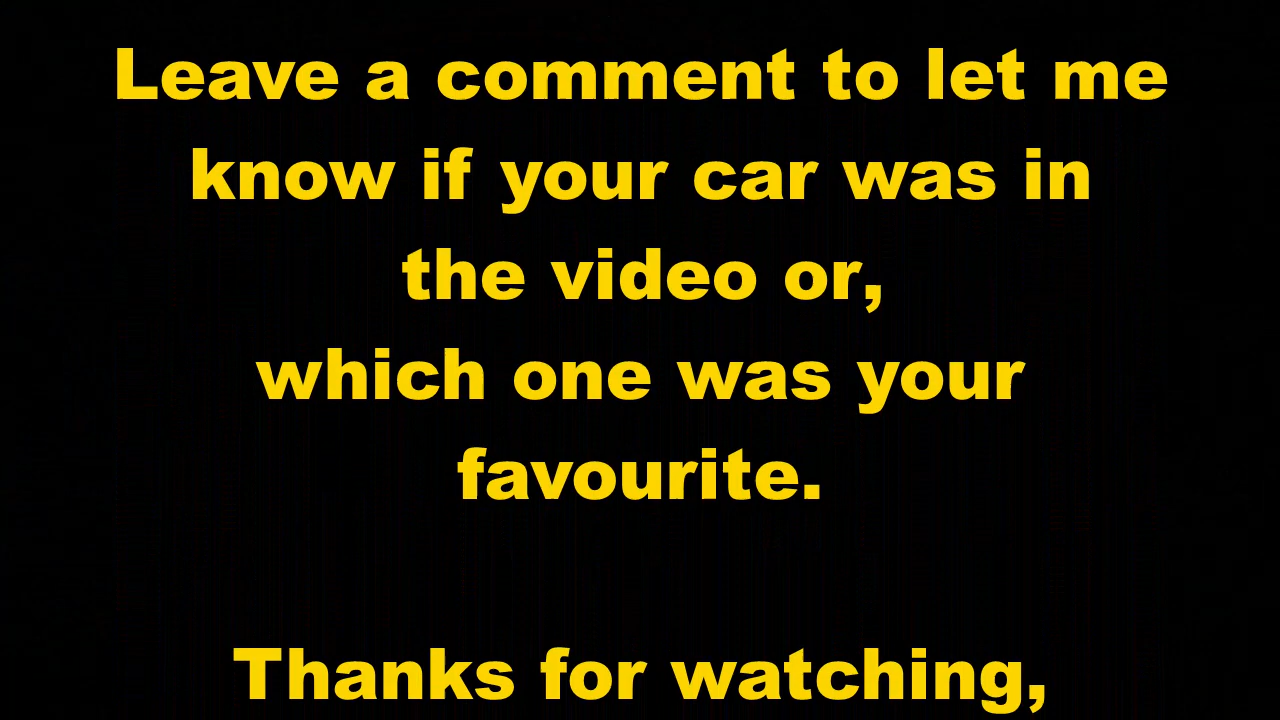 Leave a comment to let me
know if your car was in
the video or,
which one was your
favourite.
Thanks for watching,